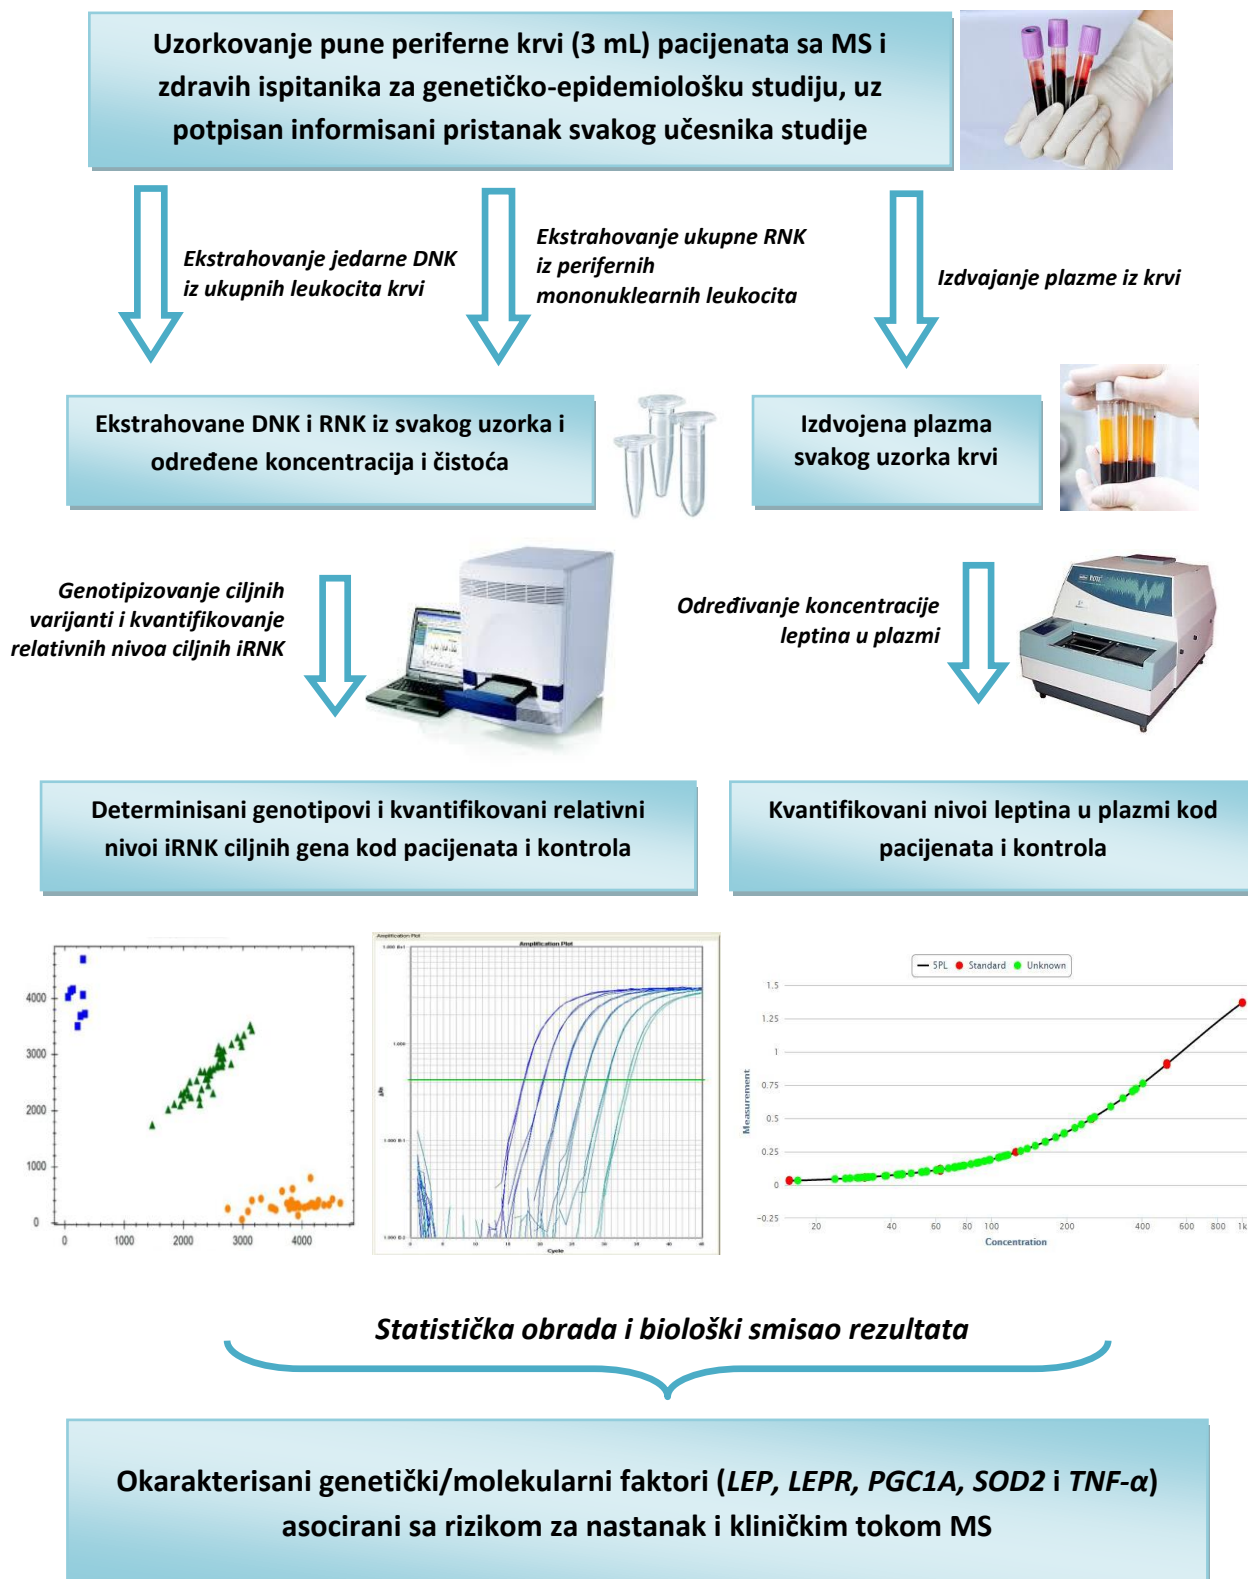 Uzorkovanje pune periferne krvi (3 mL) pacijenata sa MS i
zdravih ispitanika za genetičko-epidemiološku studiju, uz
potpisan informisani pristanak svakog učesnika studije
Ekstrahovanje jedarne DNK
iz ukupnih leukocita krvi
Ekstrahovanje ukupne RNK
iz perifernih
mononuklearnih leukocita
Izdvajanje plazme iz krvi
Ekstrahovane DNK i RNK iz svakog uzorka i
određene koncentracija i čistoća
Izdvojena plazma
svakog uzorka krvi
Genotipizovanje ciljnih
varijanti i kvantifikovanje
relativnih nivoa ciljnih iRNK
Određivanje koncentracije
leptina u plazmi
Determinisani genotipovi i kvantifikovani relativni
nivoi iRNK ciljnih gena kod pacijenata i kontrola
Kvantifikovani nivoi leptina u plazmi kod
pacijenata i kontrola
4000
3000
2000
1000
0
0 1000 2000 3000 4000
Amplification Plot
Amplification Plot
Cycle
5PL Standard Unknown
1.5
1.25
1
0.75
0.5
0.25
0
-0.25
Measurement
20 40 60 80 100 200 400 600 800 1k
Concentration
Statistička obrada i biološki smisao rezultata
Okarakterisani genetički/molekularni faktori (LEP, LEPR, PGC1A, SOD2 i TNF-α)
asocirani sa rizikom za nastanak i kliničkim tokom MS